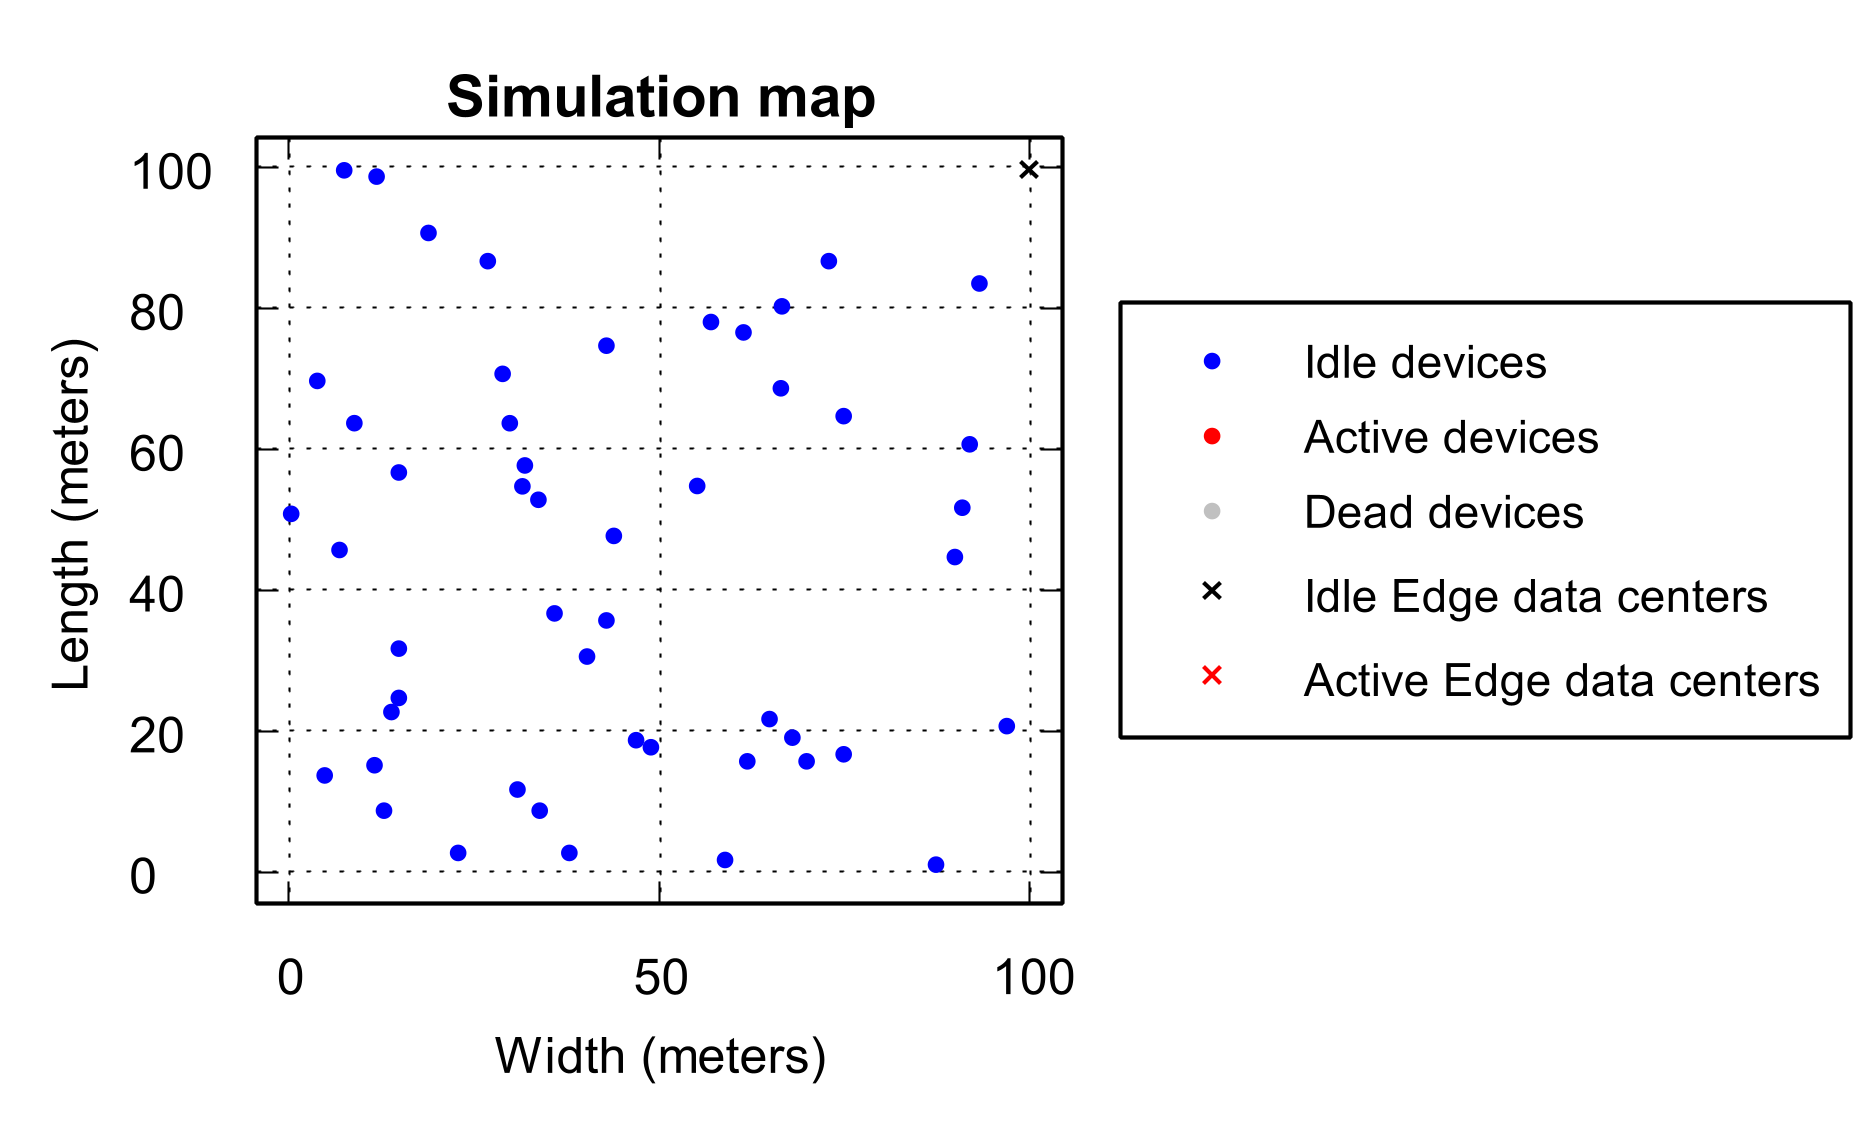 Simulation map
100
80
60
40
20
0
Length (meters)
0 50 100
Width (meters)
Idle devices
Active devices
Dead devices
Idle Edge data centers
Active Edge data centers